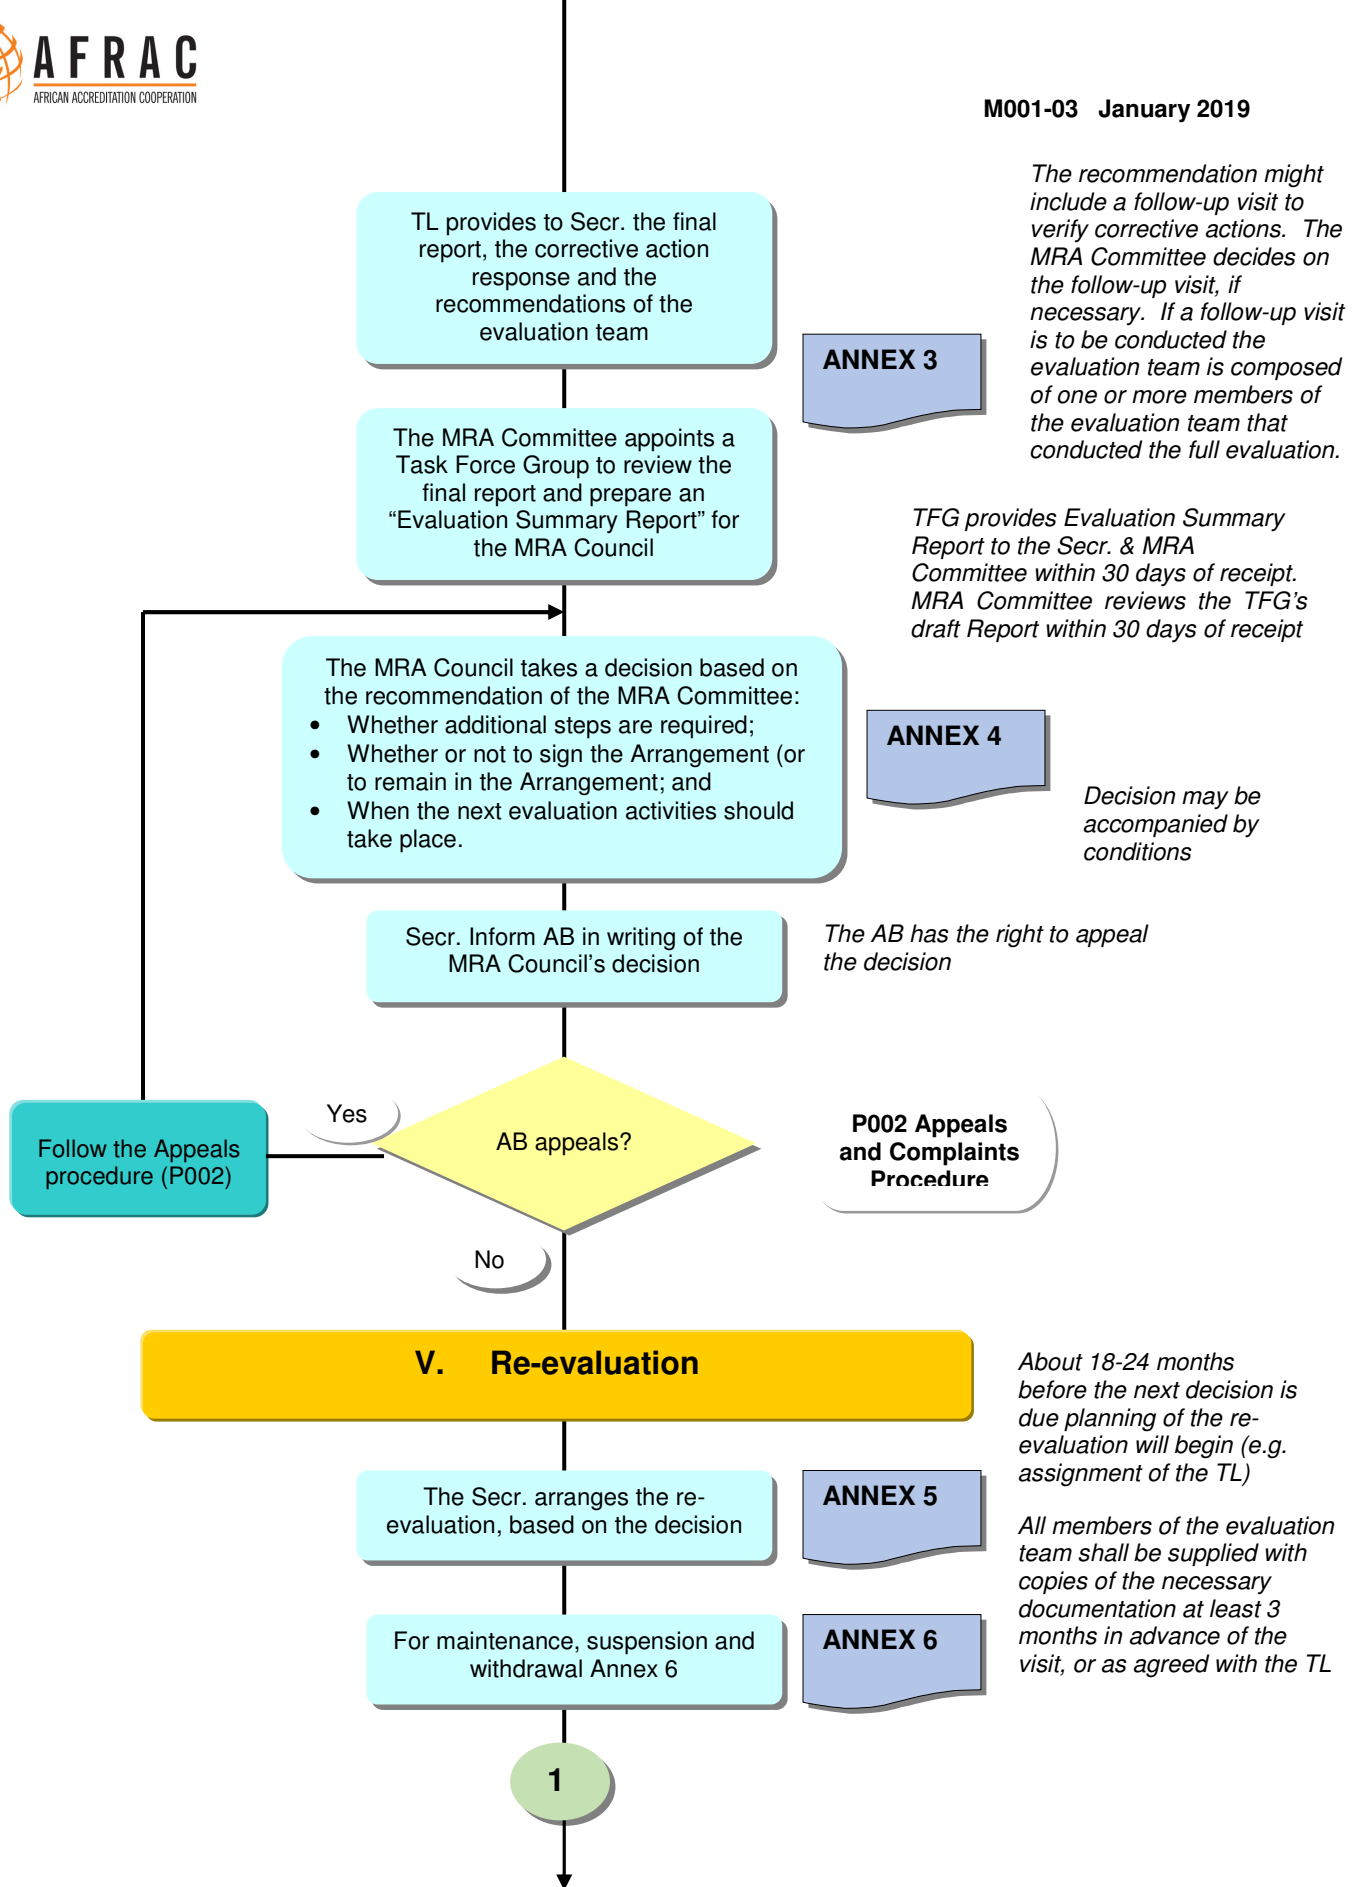 AFRAC
AFRICAN ACCREDITATION COOPERATION
M001-03 January 2019
The recommendation might
include a follow-up visit to
verify corrective actions. The
MRA Committee decides on
the follow-up visit, if
necessary. If a follow-up visit
is to be conducted the
evaluation team is composed
of one or more members of
the evaluation team that
conducted the full evaluation.
TL provides to Secr. the final
report, the corrective action
response and the
recommendations of the
evaluation team
ANNEX 3
The MRA Committee appoints a
Task Force Group to review the
final report and prepare an
“Evaluation Summary Report” for
the MRA Council
TFG provides Evaluation Summary
Report to the Secr. & MRA
Committee within 30 days of receipt.
MRA Committee reviews the TFG's
draft Report within 30 days of receipt
The MRA Council takes a decision based on
the recommendation of the MRA Committee:
• Whether additional steps are required;
• Whether or not to sign the Arrangement (or
to remain in the Arrangement; and
• When the next evaluation activities should
take place.
ANNEX 4
Decision may be
accompanied by
conditions
Secr. Inform AB in writing of the
MRA Council's decision
The AB has the right to appeal
the decision
Yes
AB appeals?
Follow the Appeals
procedure (P002)
P002 Appeals
and Complaints
Procedure
No
V. Re-evaluation
About 18-24 months
before the next decision is
due planning of the re-
evaluation will begin (e.g.
assignment of the TL)
The Secr. arranges the re-
evaluation, based on the decision
ANNEX 5
All members of the evaluation
team shall be supplied with
copies of the necessary
documentation at least 3
months in advance of the
visit, or as agreed with the TL
For maintenance, suspension and
withdrawal Annex 6
ANNEX 6
1